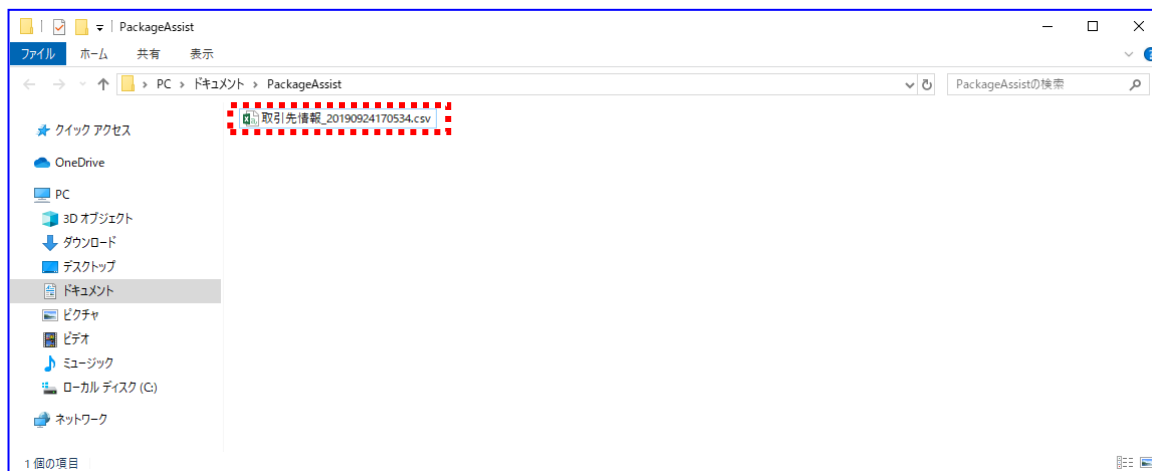 PackageAssist
ファイル ホーム 共有 表示
PC › ドキュメント › PackageAssist PackageAssistの検索
取引先情報_20190924170534.csv
クイック アクセス
OneDrive
PC
3D オブジェクト
ダウンロード
デスクトップ
ドキュメント
ピクチャ
ビデオ
ミュージック
ローカル ディスク (C:)
ネットワーク
1 個の項目